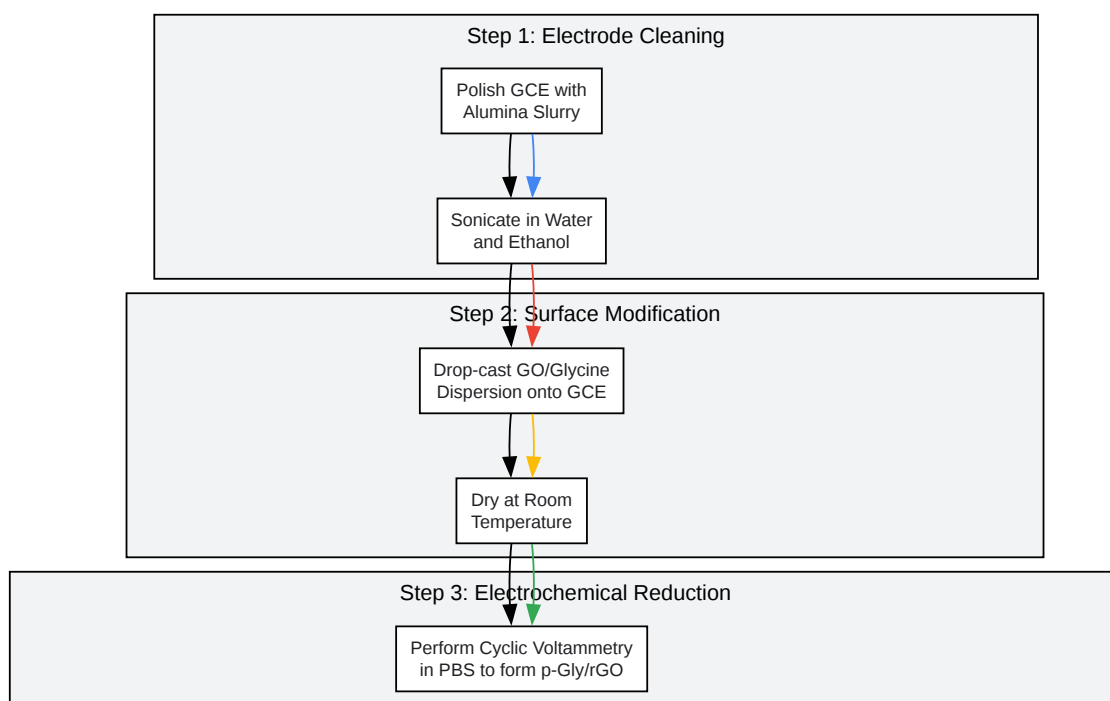 Step 1: Electrode Cleaning
Polish GCE with
Alumina Slurry
Sonicate in Water
and Ethanol
Step 2: Surface Modification
Drop-cast GO/Glycine
Dispersion onto GCE
Dry at Room
Temperature
Step 3: Electrochemical Reduction
Perform Cyclic Voltammetry
in PBS to form p-Gly/rGO